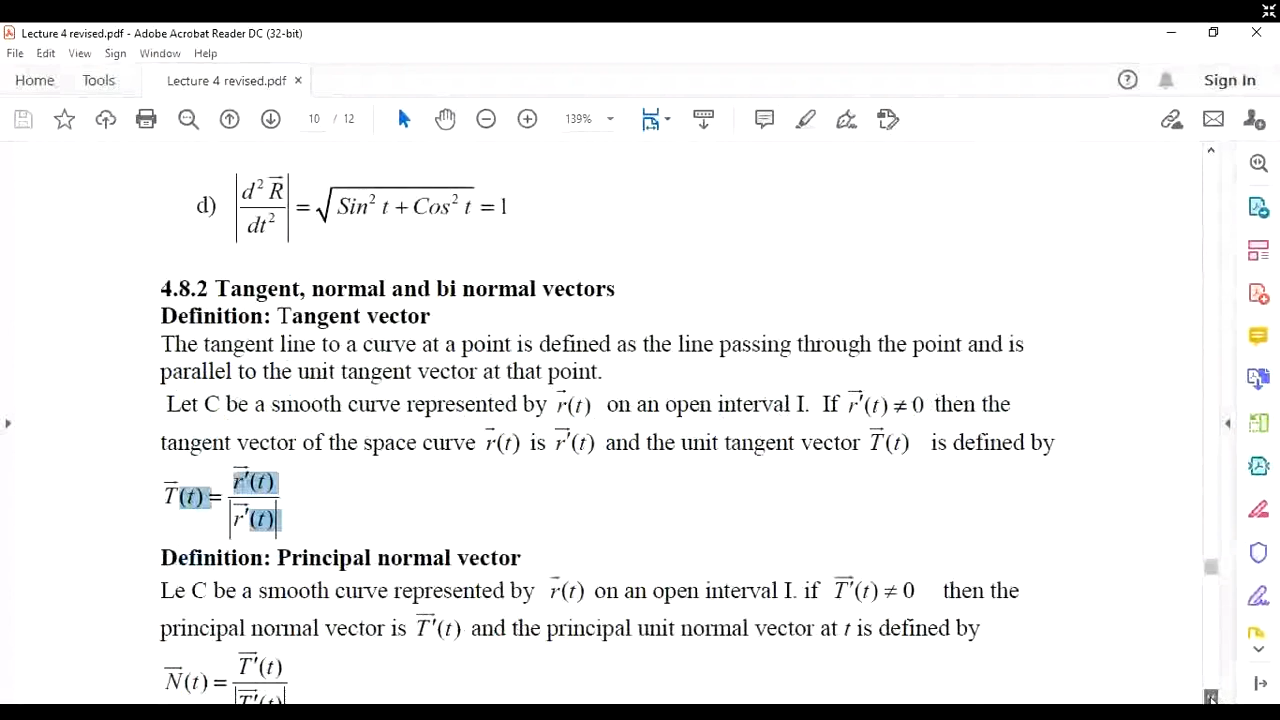 Lecture 4 revised.pdf - Adobe Acrobat Reader DC (32-bit)
File Edit View Sign Window Help
Home Tools Lecture 4 revised.pdf × Sign In
10 / 12 139%
d) |d² R⃗ / dt²| = √(Sin² t + Cos² t) = 1
4.8.2 Tangent, normal and bi normal vectors
Definition: Tangent vector
The tangent line to a curve at a point is defined as the line passing through the point and is
parallel to the unit tangent vector at that point.
Let C be a smooth curve represented by r⃗(t) on an open interval I. If r⃗'(t) ≠ 0 then the
tangent vector of the space curve r⃗(t) is r⃗'(t) and the unit tangent vector T⃗(t) is defined by
T⃗(t) = r⃗'(t) / |r⃗'(t)|
Definition: Principal normal vector
Le C be a smooth curve represented by r⃗(t) on an open interval I. if T⃗'(t) ≠ 0 then the
principal normal vector is T⃗'(t) and the principal unit normal vector at t is defined by
N⃗(t) = T⃗'(t) / |T⃗'(t)|